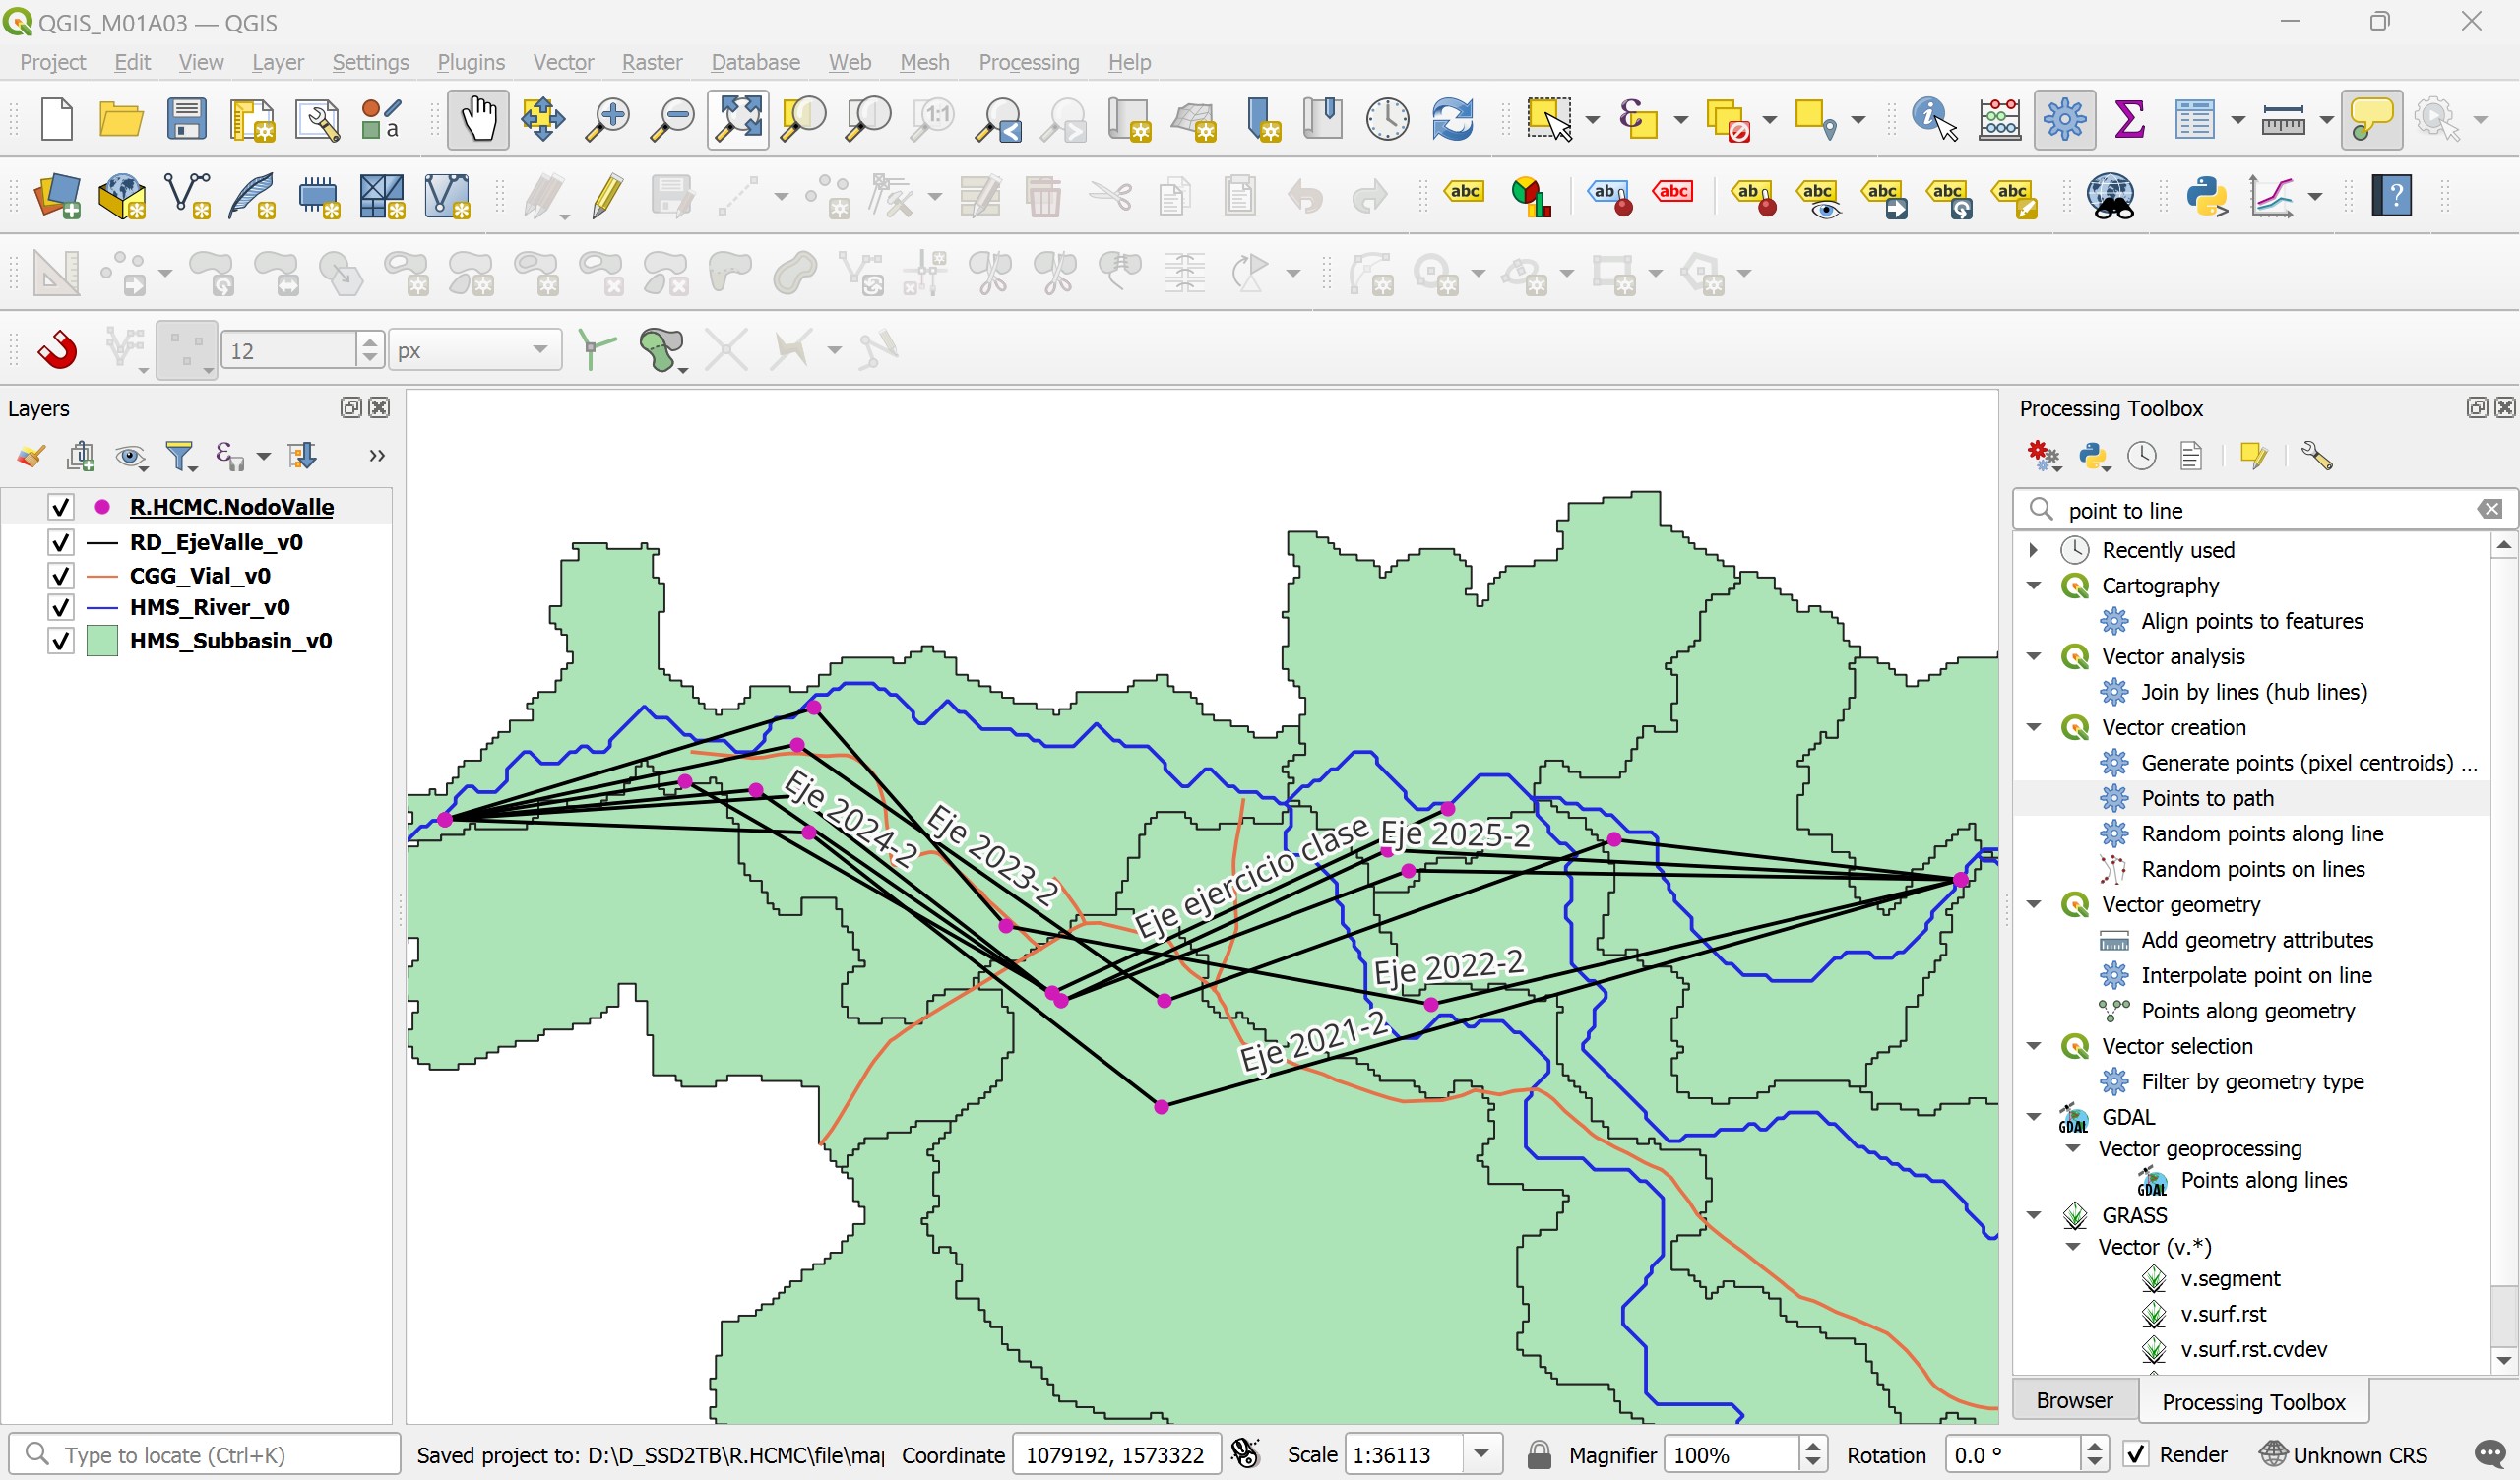 QGIS_M01A03 — QGIS
Project Edit View Layer Settings Plugins Vector Raster Database Web Mesh Processing Help
a
1:1
abc ab abc ab abc abc abc abc
?
12 px
Layers
R.HCMC.NodoValle
RD_EjeValle_v0
CGG_Vial_v0
HMS_River_v0
HMS_Subbasin_v0
Eje 2024-2
Eje 2023-2
Eje ejercicio clase
Eje 2025-2
Eje 2022-2
Eje 2021-2
Processing Toolbox
point to line
Recently used
Cartography
Align points to features
Vector analysis
Join by lines (hub lines)
Vector creation
Generate points (pixel centroids) ...
Points to path
Random points along line
Random points on lines
Vector geometry
Add geometry attributes
Interpolate point on line
Points along geometry
Vector selection
Filter by geometry type
GDAL GDAL
Vector geoprocessing
GDAL Points along lines
GRASS
Vector (v.*)
v.segment
v.surf.rst
v.surf.rst.cvdev
Browser Processing Toolbox
Type to locate (Ctrl+K) Saved project to: D:\D_SSD2TB\R.HCMC\file\ma Coordinate 1079192, 1573322 Scale 1:36113 Magnifier 100% Rotation 0.0 ° Render Unknown CRS